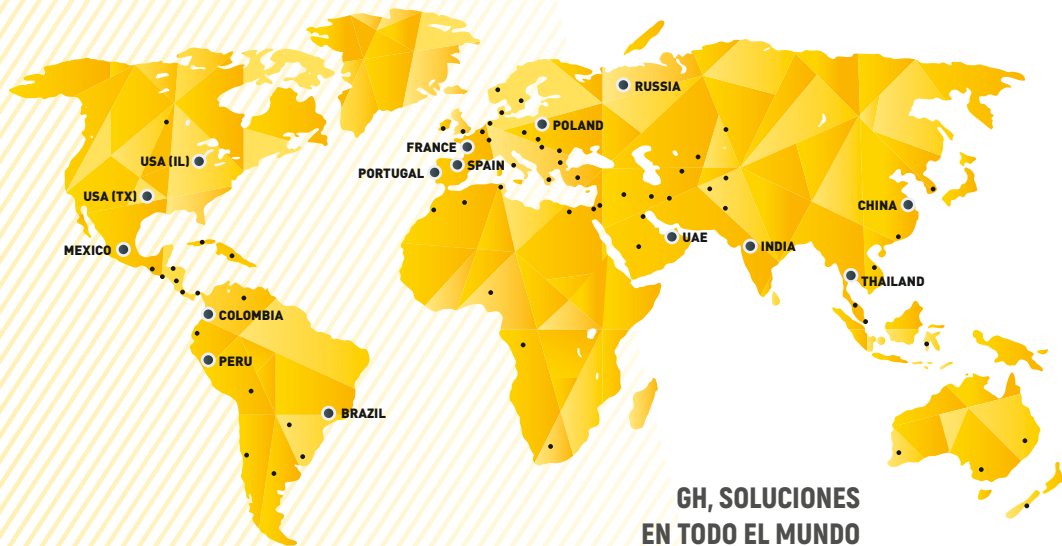 RUSSIA
POLAND
FRANCE
USA (IL)
SPAIN
PORTUGAL
USA (TX)
CHINA
UAE
INDIA
MEXICO
THAILAND
COLOMBIA
PERU
BRAZIL
GH, SOLUCIONES
EN TODO EL MUNDO